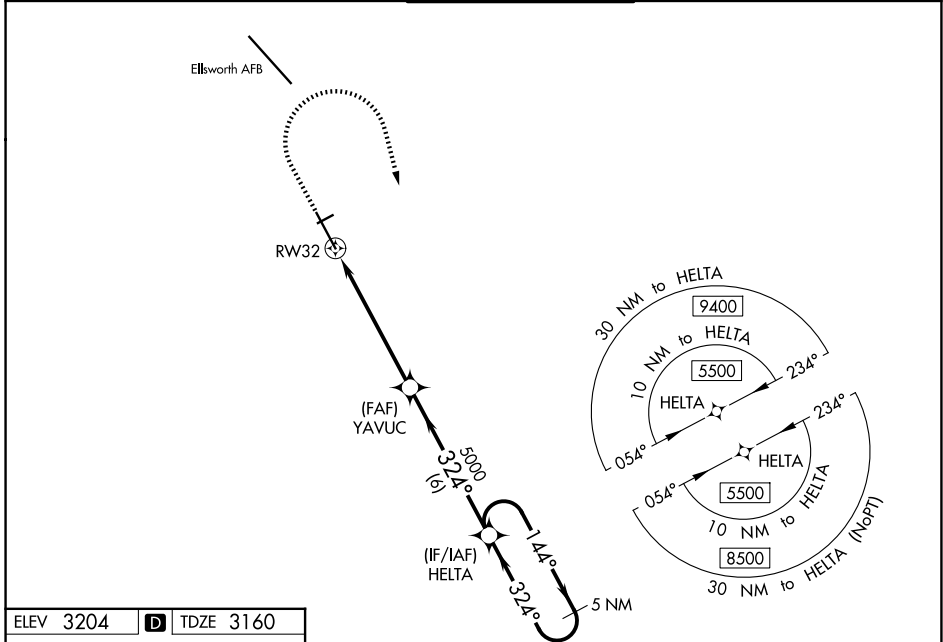 Ellsworth AFB
RW32
(FAF)
YAVUC
5000
324°
(6)
(IF/IAF)
HELTA
144°
324°
5 NM
30 NM to HELTA
9400
10 NM to HELTA
5500
HELTA
234°
054°
234°
HELTA
054°
5500
10 NM to HELTA
8500
30 NM to HELTA (NoPT)
ELEV 3204 D TDZE 3160